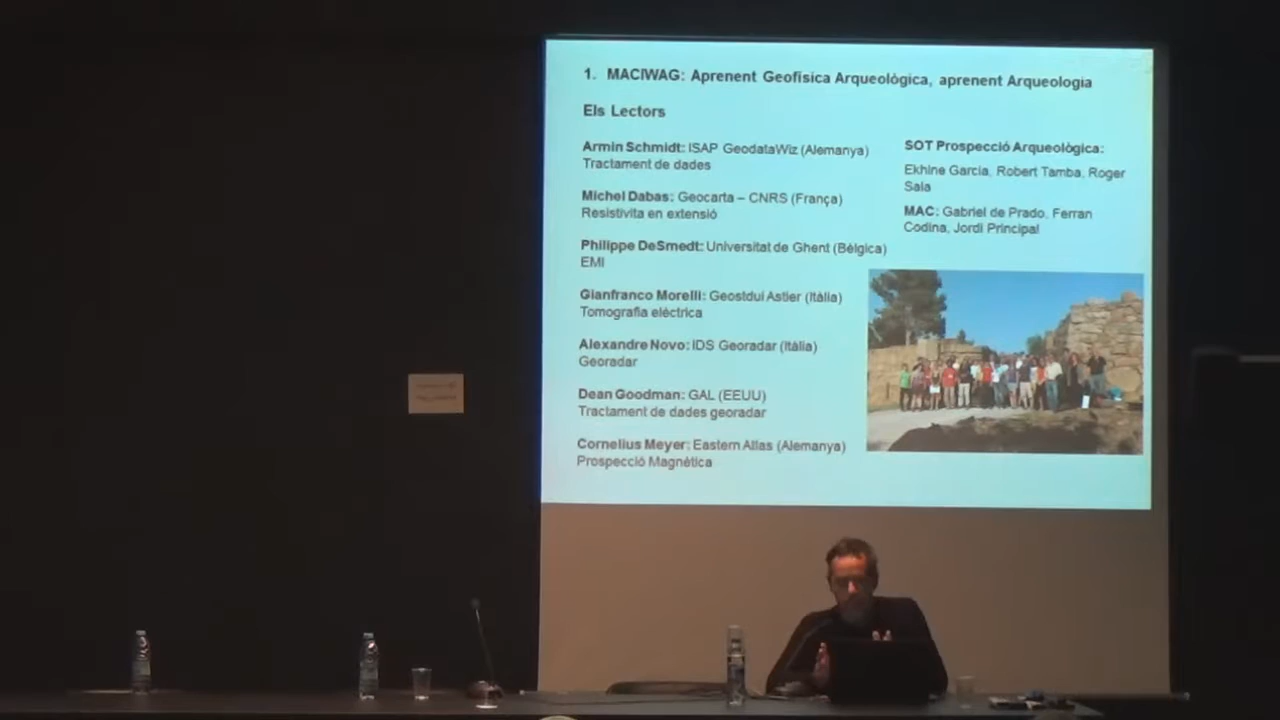 1. MACIWAG: Aprenent Geofísica Arqueològica, aprenent Arqueologia
Els Lectors
Armin Schmidt: ISAP GeodataWiz (Alemanya)
Tractament de dades
Michel Dabas: Geocarta – CNRS (França)
Resistivita en extensió
Philippe DeSmedt: Universitat de Ghent (Bélgica)
EMI
Gianfranco Morelli: Geostdui Astier (Itàlia)
Tomografia elèctrica
Alexandre Novo: IDS Georadar (Itàlia)
Georadar
Dean Goodman: GAL (EEUU)
Tractament de dades georadar
Cornelius Meyer: Eastern Atlas (Alemanya)
Prospecció Magnètica
SOT Prospecció Arqueològica:
Ekhine Garcia, Robert Tamba, Roger
Sala
MAC: Gabriel de Prado, Ferran
Codina, Jordi Principal